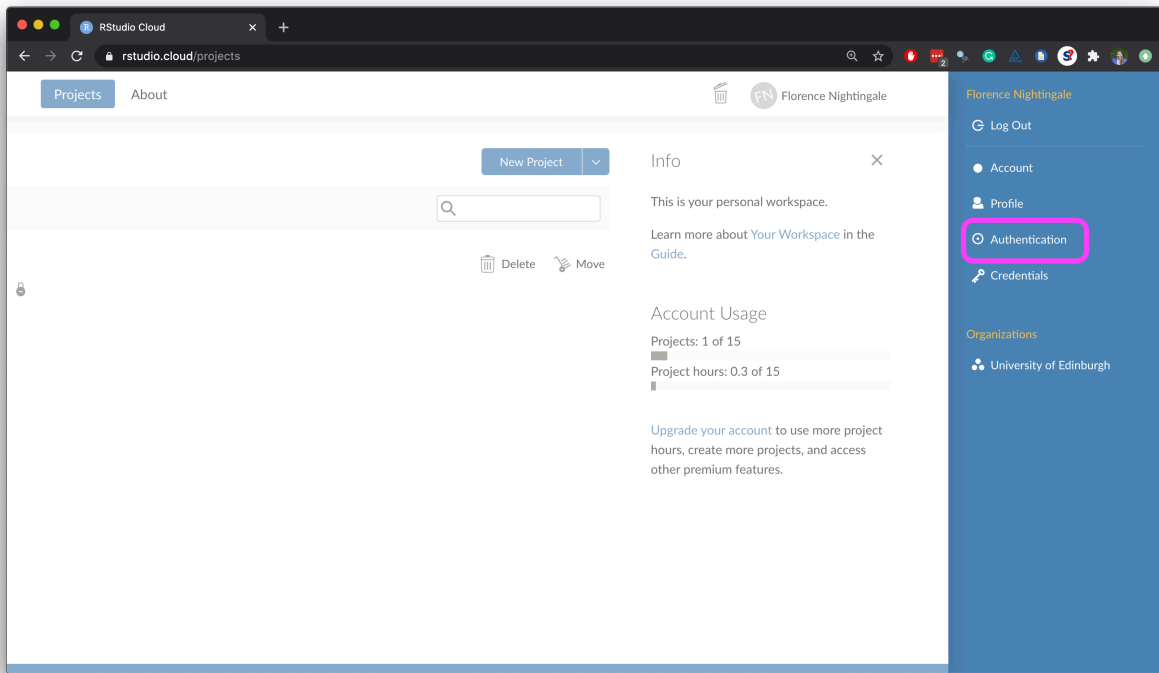 RStudio Cloud
rstudio.cloud/projects
2
Projects
About
FN
Florence Nightingale
New Project
Delete
Move
Info
This is your personal workspace.
Learn more about Your Workspace in the
Guide.
Account Usage
Projects: 1 of 15
Project hours: 0.3 of 15
Upgrade your account to use more project
hours, create more projects, and access
other premium features.
Florence Nightingale
Log Out
Account
Profile
Authentication
Credentials
Organizations
University of Edinburgh